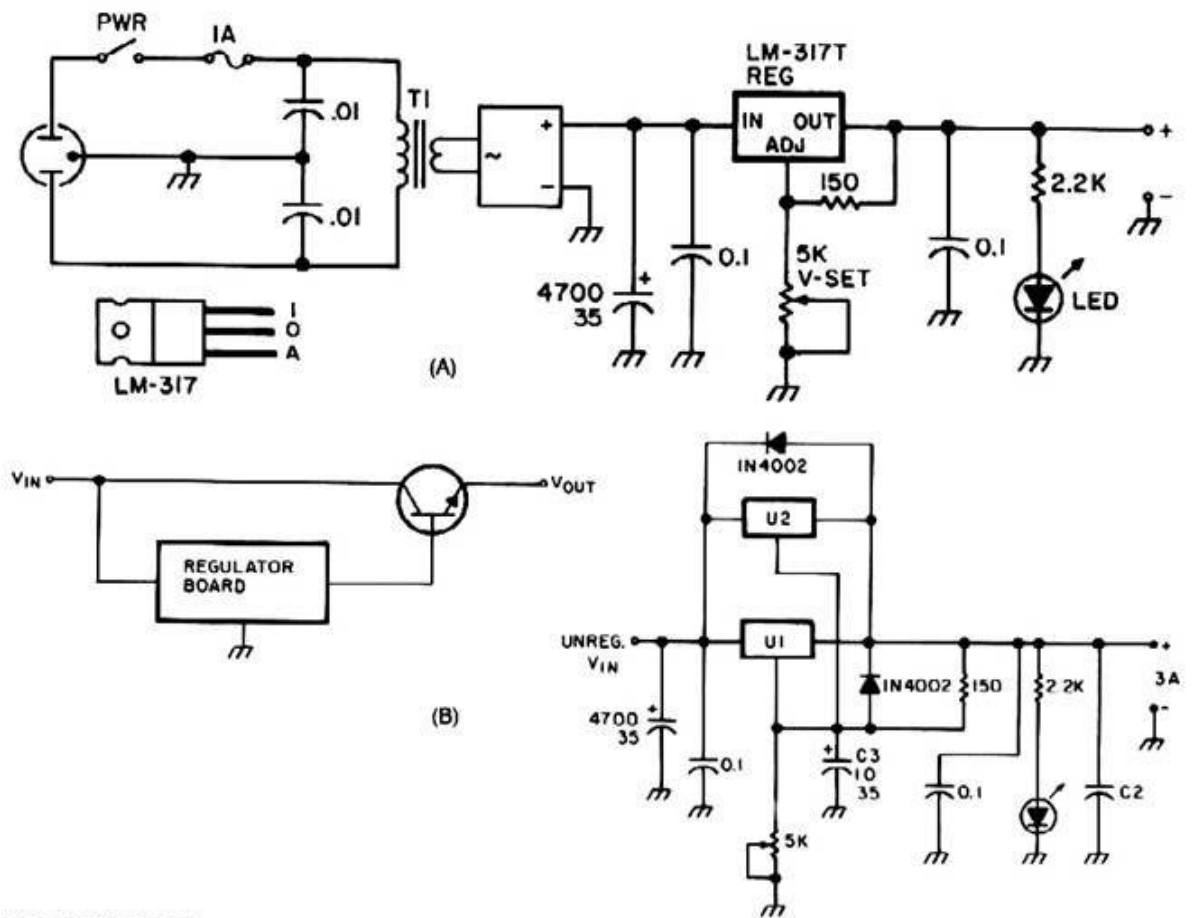 PWR
1A
.01
.01
T1
~
+
−
LM-317T
REG
IN OUT
ADJ
150
+
4700
35
0.1
5K
V-SET
0.1
2.2K
LED
+
-
I
O
A
LM-317
(A)
VIN
VOUT
REGULATOR
BOARD
(B)
1N4002
U2
UNREG.
VIN
U1
+
4700
35
0.1
1N4002
150
2.2K
+
3A
-
+
C3
10
35
0.1
C2
5K